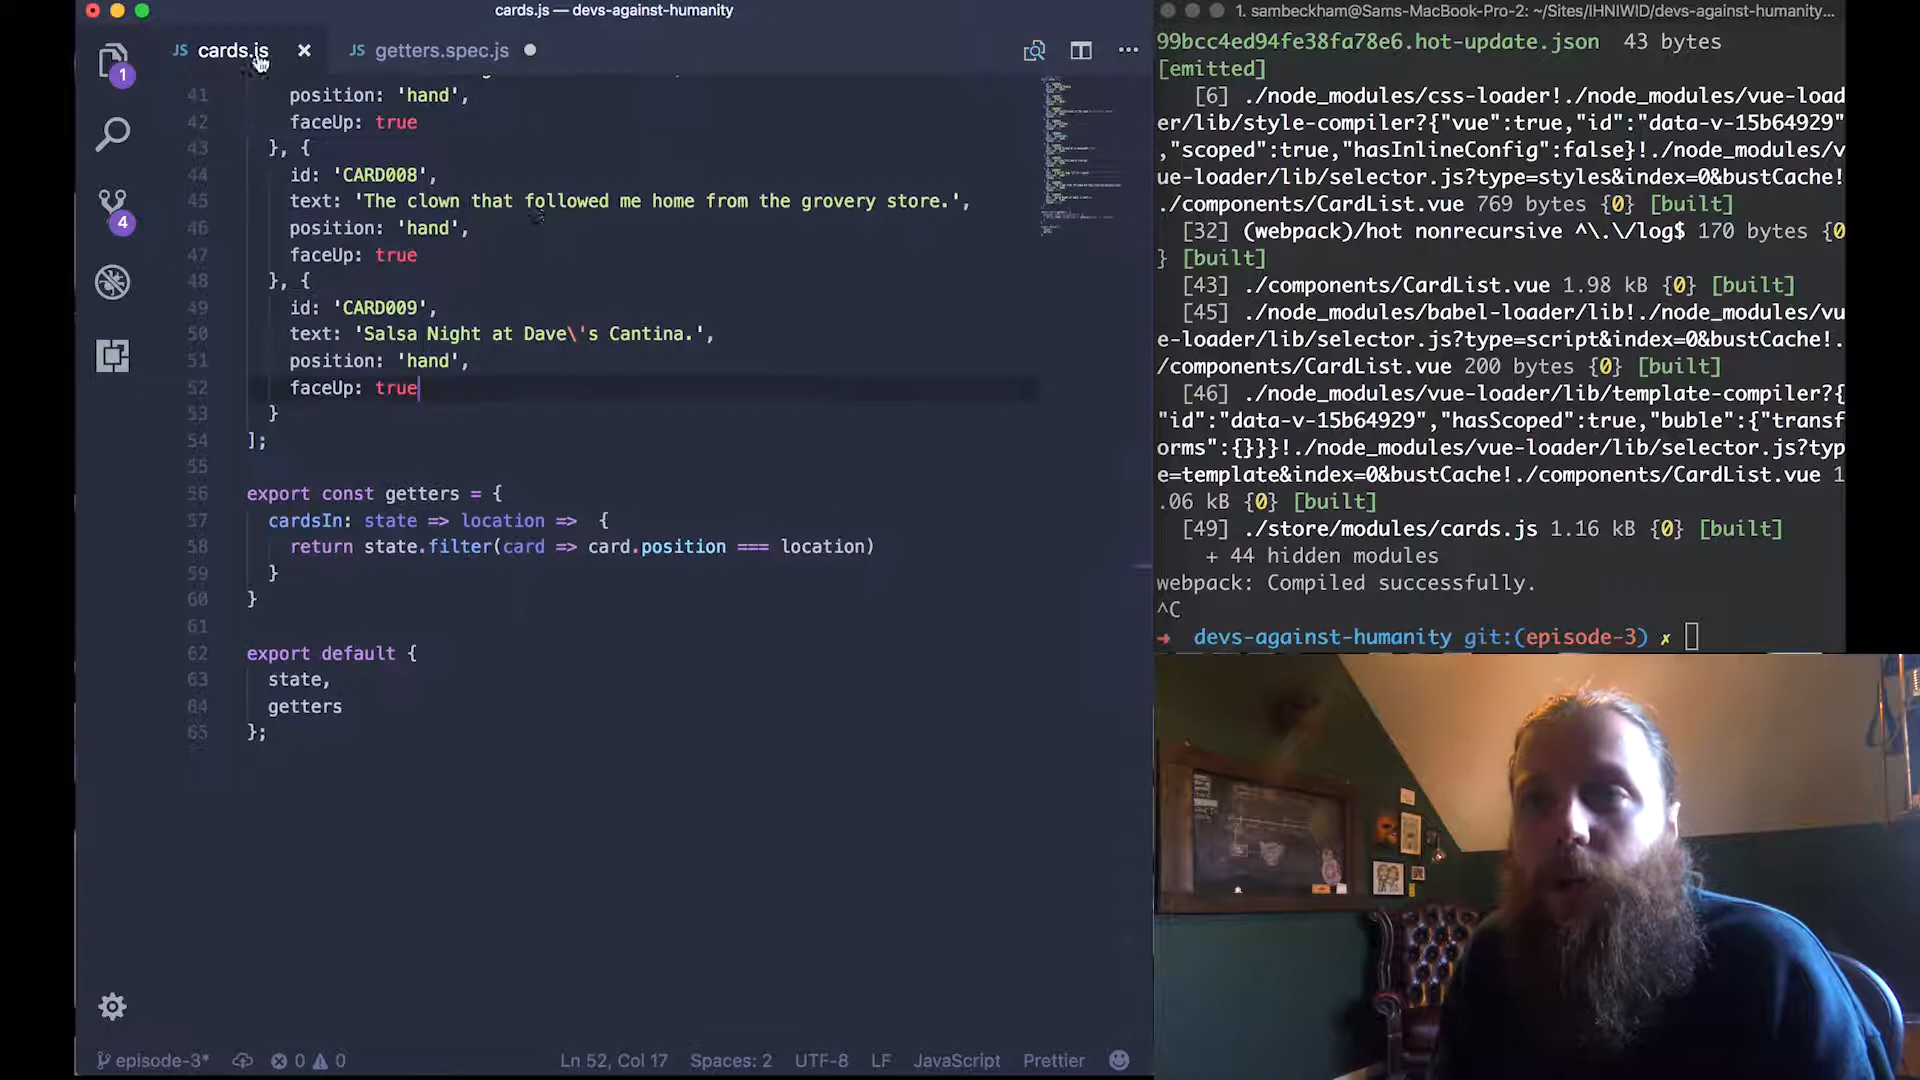 cards.js — devs-against-humanity
JS cards.js
JS getters.spec.js
1
4
41 position: 'hand',
42 faceUp: true
43 }, {
44 id: 'CARD008',
45 text: 'The clown that followed me home from the grovery store.',
46 position: 'hand',
47 faceUp: true
48 }, {
49 id: 'CARD009',
50 text: 'Salsa Night at Dave\'s Cantina.',
51 position: 'hand',
52 faceUp: true
53 }
54 ];
55
56 export const getters = {
57 cardsIn: state => location =>  {
58 return state.filter(card => card.position === location)
59 }
60 }
61
62 export default {
63 state,
64 getters
65 };
episode-3* 0 0 Ln 52, Col 17 Spaces: 2 UTF-8 LF JavaScript Prettier
1. sambeckham@Sams-MacBook-Pro-2: ~/Sites/IHNIWID/devs-against-humanity...
99bcc4ed94fe38fa78e6.hot-update.json 43 bytes
[emitted]
[6] ./node_modules/css-loader!./node_modules/vue-load
er/lib/style-compiler?{"vue":true,"id":"data-v-15b64929"
,"scoped":true,"hasInlineConfig":false}!./node_modules/v
ue-loader/lib/selector.js?type=styles&index=0&bustCache!
./components/CardList.vue 769 bytes {0} [built]
[32] (webpack)/hot nonrecursive ^\.\/log$ 170 bytes {0
} [built]
[43] ./components/CardList.vue 1.98 kB {0} [built]
[45] ./node_modules/babel-loader/lib!./node_modules/vu
e-loader/lib/selector.js?type=script&index=0&bustCache!.
/components/CardList.vue 200 bytes {0} [built]
[46] ./node_modules/vue-loader/lib/template-compiler?{
"id":"data-v-15b64929","hasScoped":true,"buble":{"transf
orms":{}}}!./node_modules/vue-loader/lib/selector.js?typ
e=template&index=0&bustCache!./components/CardList.vue 1
.06 kB {0} [built]
[49] ./store/modules/cards.js 1.16 kB {0} [built]
+ 44 hidden modules
webpack: Compiled successfully.
^C
➜ devs-against-humanity git:(episode-3) ✗